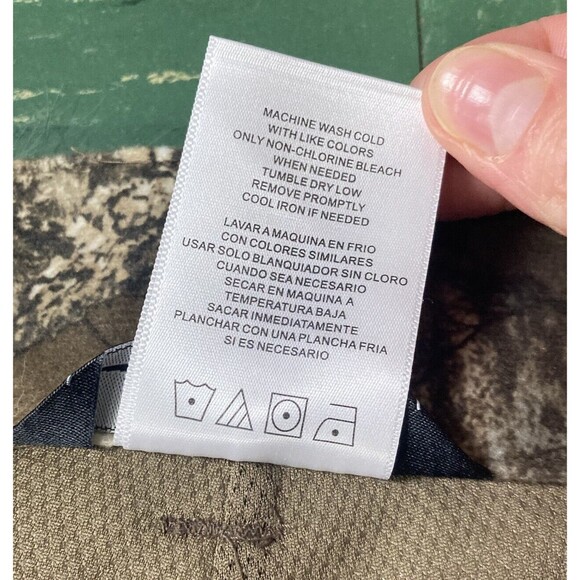 MACHINE WASH COLD
WITH LIKE COLORS
ONLY NON-CHLORINE BLEACH
WHEN NEEDED
TUMBLE DRY LOW
REMOVE PROMPTLY
COOL IRON IF NEEDED
LAVAR A MAQUINA EN FRIO
CON COLORES SIMILARES
USAR SOLO BLANQUIADOR SIN CLORO
CUANDO SEA NECESARIO
SECAR EN MAQUINA A
TEMPERATURA BAJA
SACAR INMEDIATAMENTE
PLANCHAR CON UNA PLANCHA FRIA
SI ES NECESARIO